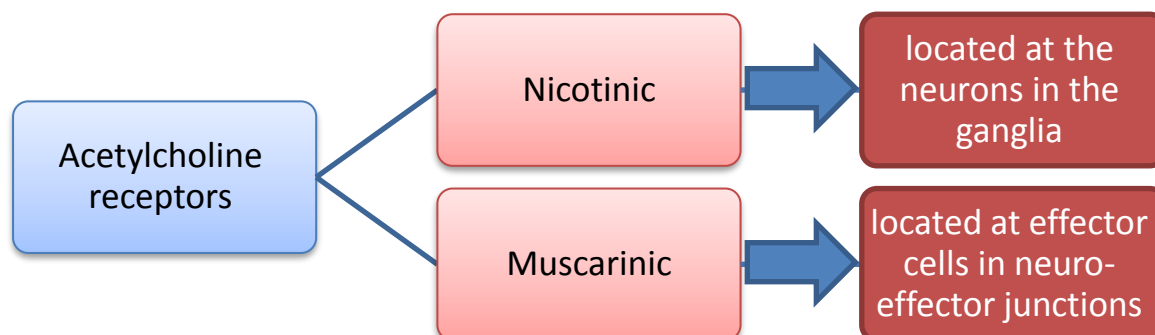 Acetylcholine
receptors
Nicotinic
located at the
neurons in the
ganglia
Muscarinic
located at effector
cells in neuro-
effector junctions